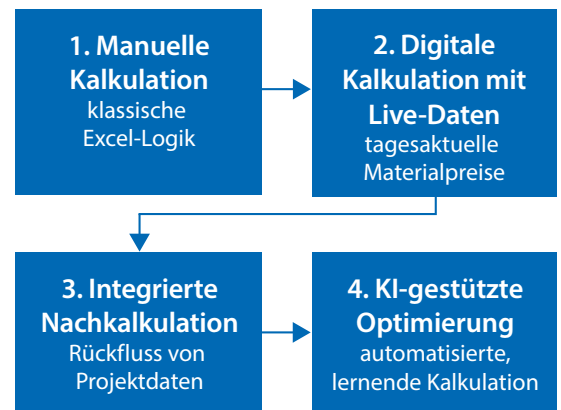 1. Manuelle
Kalkulation
klassische
Excel-Logik
2. Digitale
Kalkulation mit
Live-Daten
tagesaktuelle
Materialpreise
3. Integrierte
Nachkalkulation
Rückfluss von
Projektdaten
4. KI-gestützte
Optimierung
automatisierte,
lernende Kalkulation